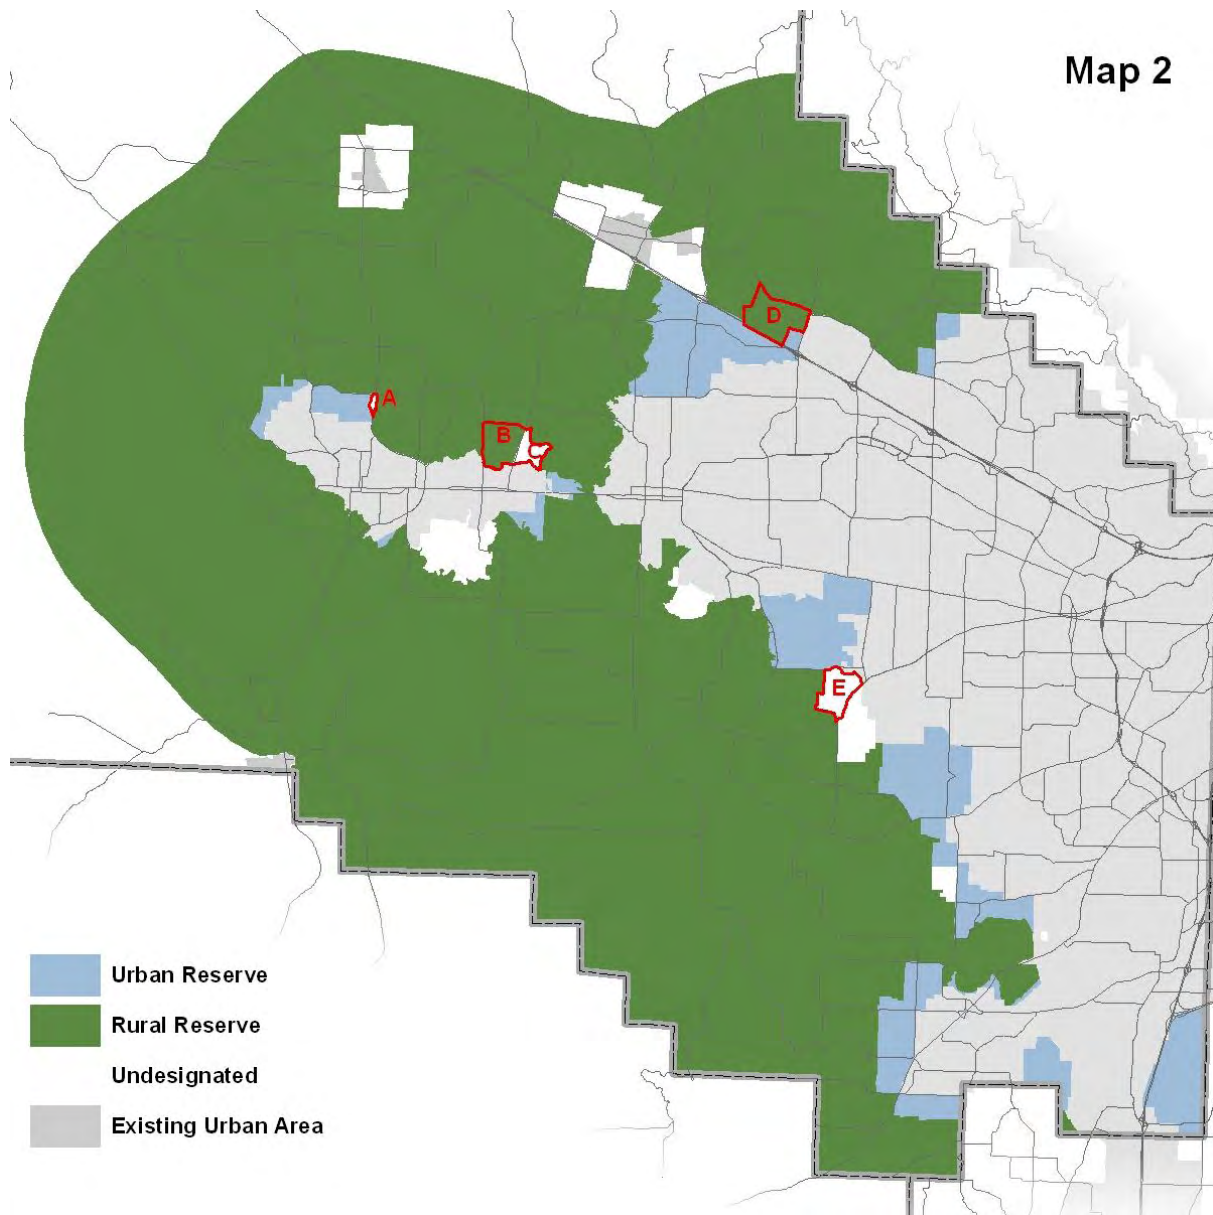 Map 2
D
A
B
C
E
Urban Reserve
Rural Reserve
Undesignated
Existing Urban Area